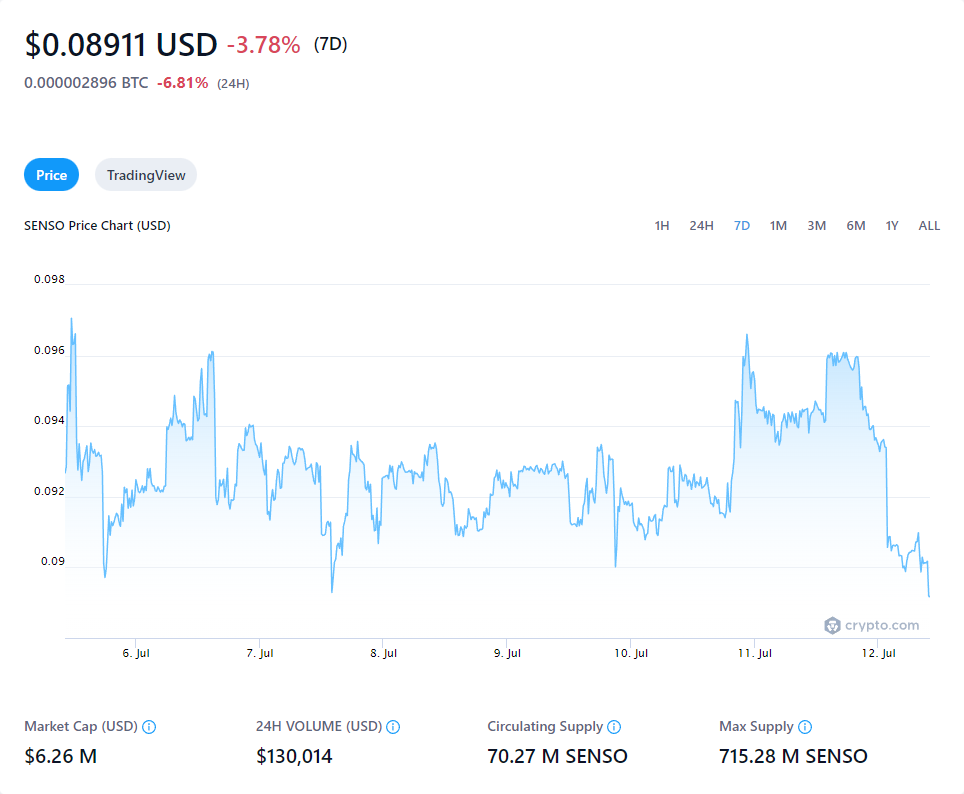 $0.08911 USD -3.78% (7D)
0.000002896 BTC -6.81% (24H)
Price TradingView
SENSO Price Chart (USD) 1H 24H 7D 1M 3M 6M 1Y ALL
0.098
0.096
0.094
0.092
0.09
crypto.com
6. Jul 7. Jul 8. Jul 9. Jul 10. Jul 11. Jul 12. Jul
Market Cap (USD) 24H VOLUME (USD) Circulating Supply Max Supply
$6.26 M $130,014 70.27 M SENSO 715.28 M SENSO